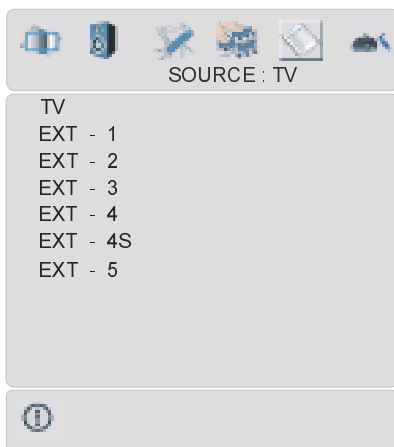 SOURCE : TV
TV
EXT - 1
EXT - 2
EXT - 3
EXT - 4
EXT - 4S
EXT - 5